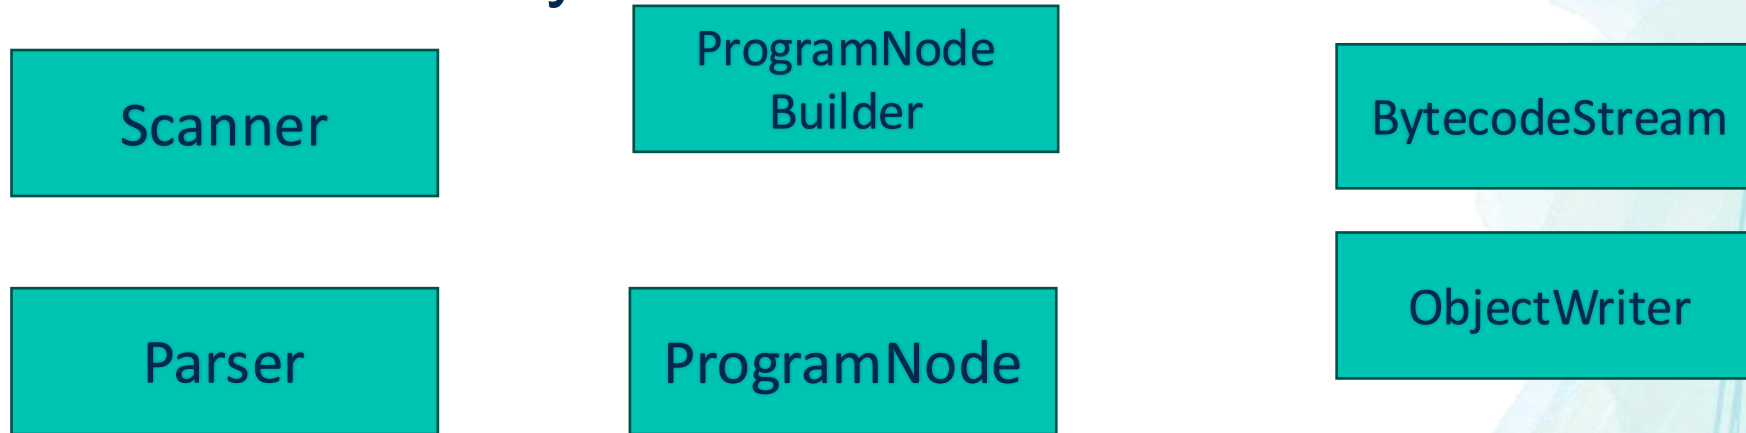 Scanner
ProgramNode
Builder
BytecodeStream
Parser
ProgramNode
ObjectWriter